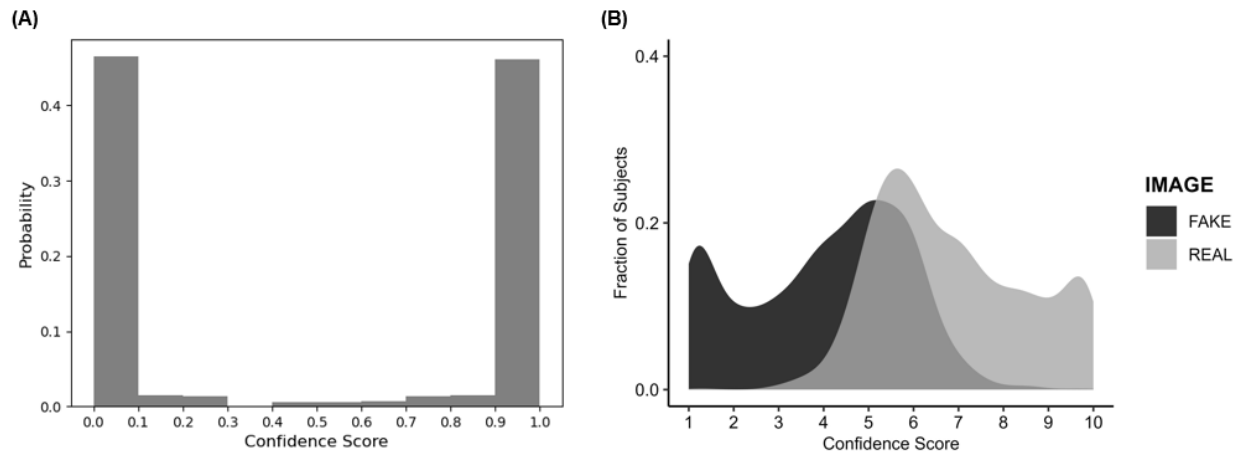 (A)
Probability
0.4
0.3
0.2
0.1
0.0
0.0 0.1 0.2 0.3 0.4 0.5 0.6 0.7 0.8 0.9 1.0
Confidence Score
(B)
Fraction of Subjects
0.4
0.2
0.0
1 2 3 4 5 6 7 8 9 10
Confidence Score
IMAGE
FAKE
REAL